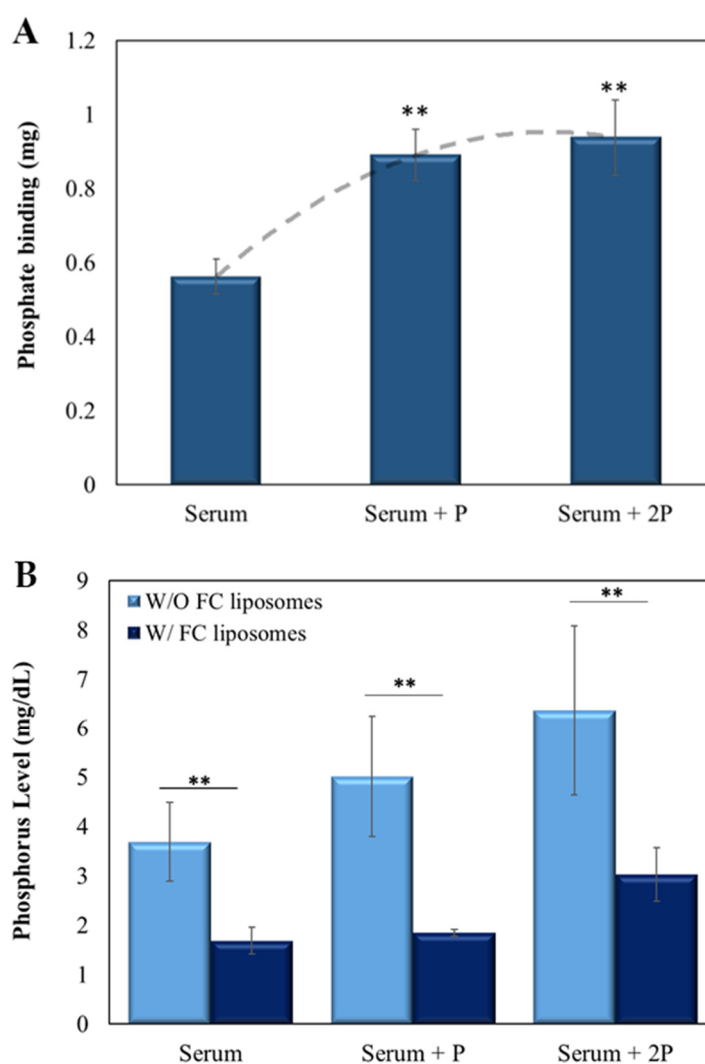 A
1.2
1
0.8
0.6
0.4
0.2
0
Phosphate binding (mg)
**
**
Serum
Serum + P
Serum + 2P
B
9
8
7
6
5
4
3
2
1
0
Phosphorus Level (mg/dL)
W/O FC liposomes
W/ FC liposomes
**
**
**
Serum
Serum + P
Serum + 2P